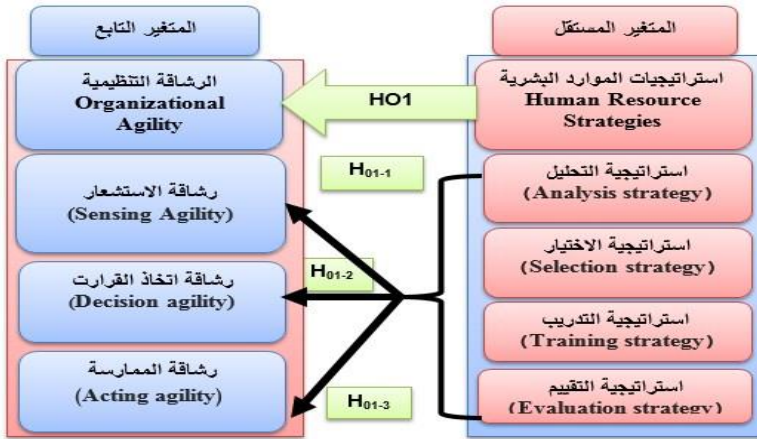 المتغير المستقل
المتغير التابع
استراتيجيات الموارد البشرية
Human Resource
Strategies
HO1
الرشاقة التنظيمية
Organizational
Agility
استراتيجية التحليل
(Analysis strategy)
استراتيجية الاختيار
(Selection strategy)
استراتيجية التدريب
(Training strategy)
استراتيجية التقييم
(Evaluation strategy)
H01-1
H01-2
H01-3
رشاقة الاستشعار
(Sensing Agility)
رشاقة اتخاذ القرارت
(Decision agility)
رشاقة الممارسة
(Acting agility)